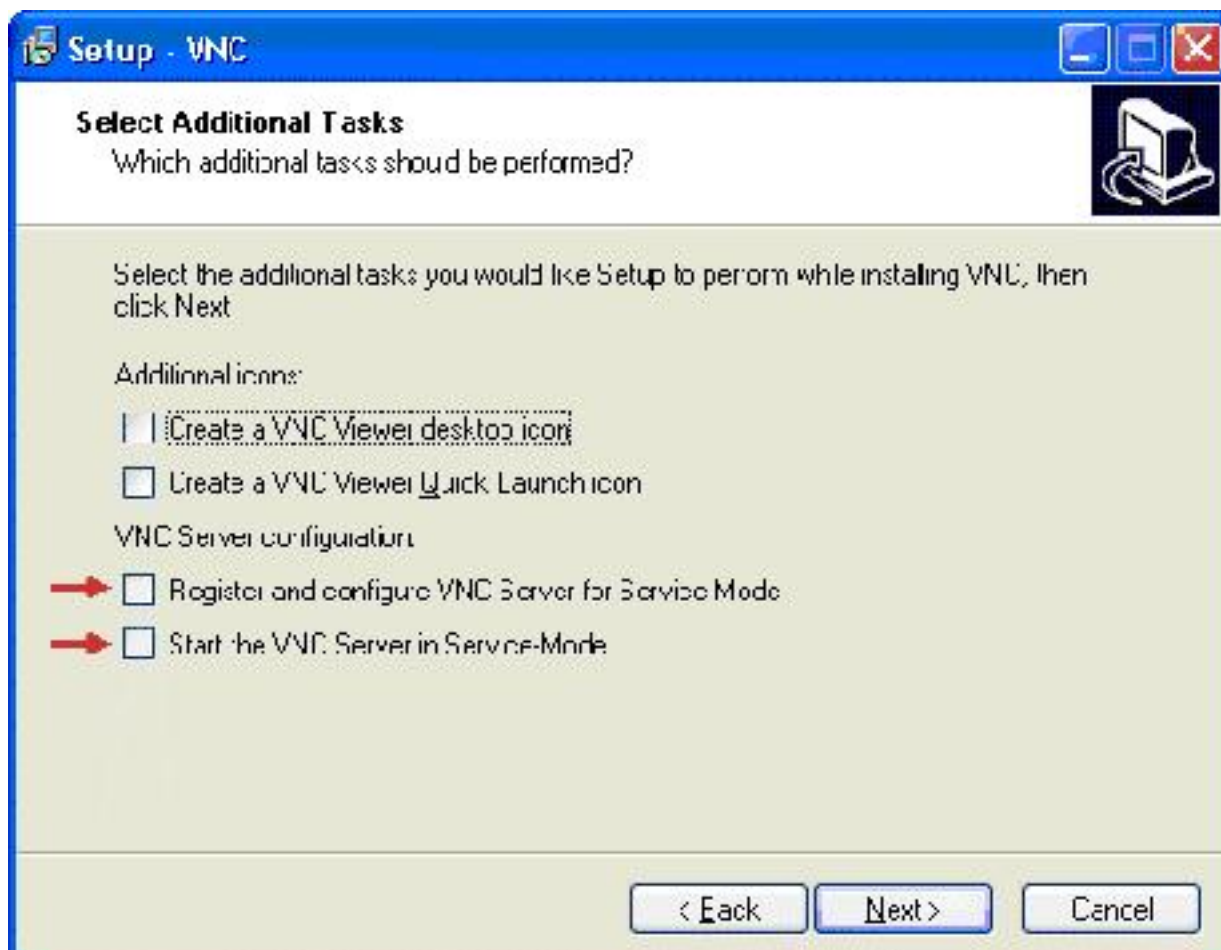 Setup - VNC
Select Additional Tasks
Which additional tasks should be performed?
Select the additional tasks you would like Setup to perform while installing VNC, then
click Next
Additional icons:
Create a VNC Viewer desktop icon
Create a VNC Viewer Quick Launch icon
VNC Server configuration:
Register and configure VNC Server for Service Mode
Start the VNC Server in Service-Mode
< Back
Next >
Cancel